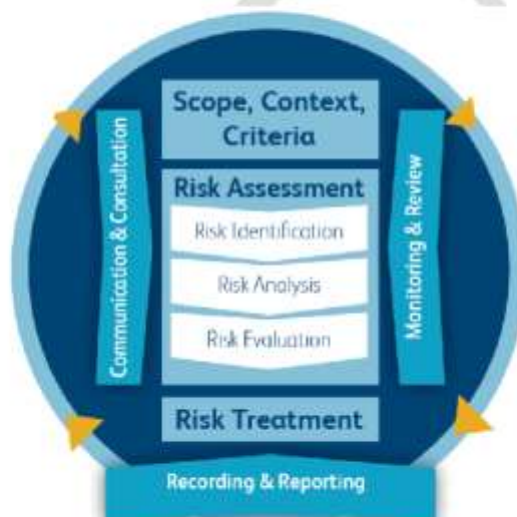 Scope, Context,
Criteria
Communication & Consultation
Risk Assessment
Risk Identification
Risk Analysis
Risk Evaluation
Monitoring & Review
Risk Treatment
Recording & Reporting